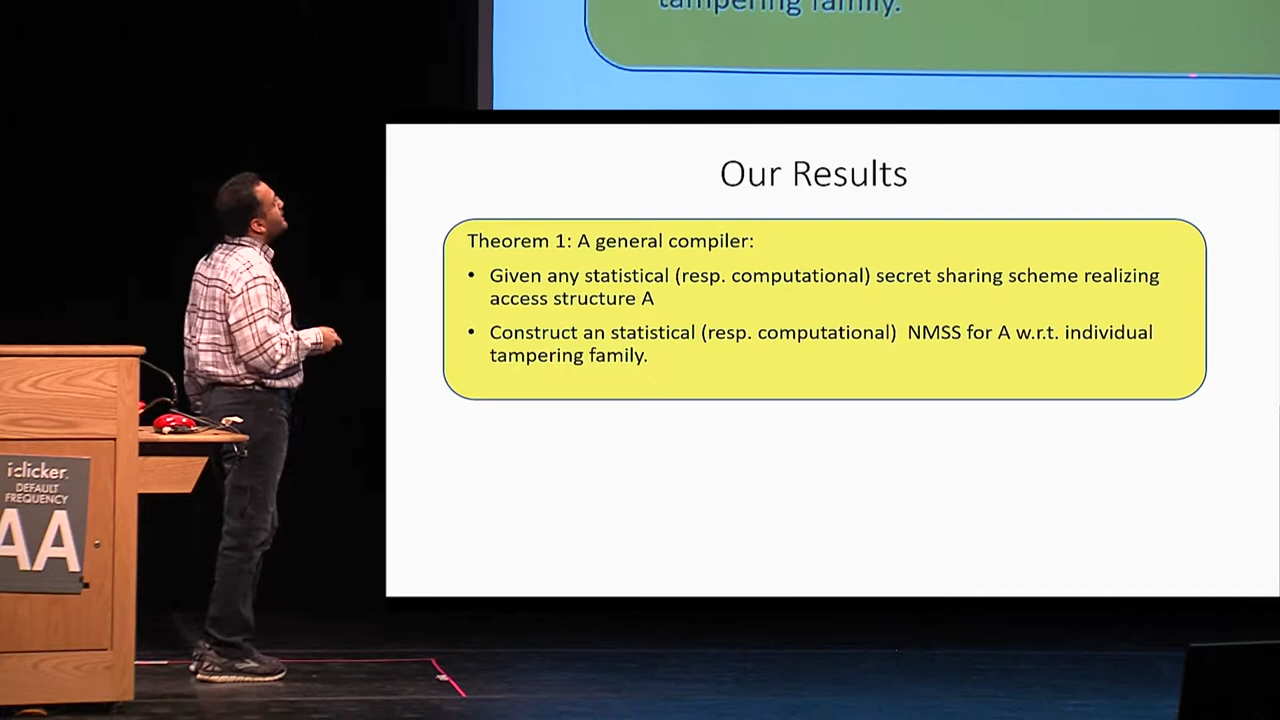 tampering family.
Our Results
Theorem 1: A general compiler:
• Given any statistical (resp. computational) secret sharing scheme realizing
access structure A
• Construct an statistical (resp. computational) NMSS for A w.r.t. individual
tampering family.
iclicker.
DEFAULT
FREQUENCY
AA